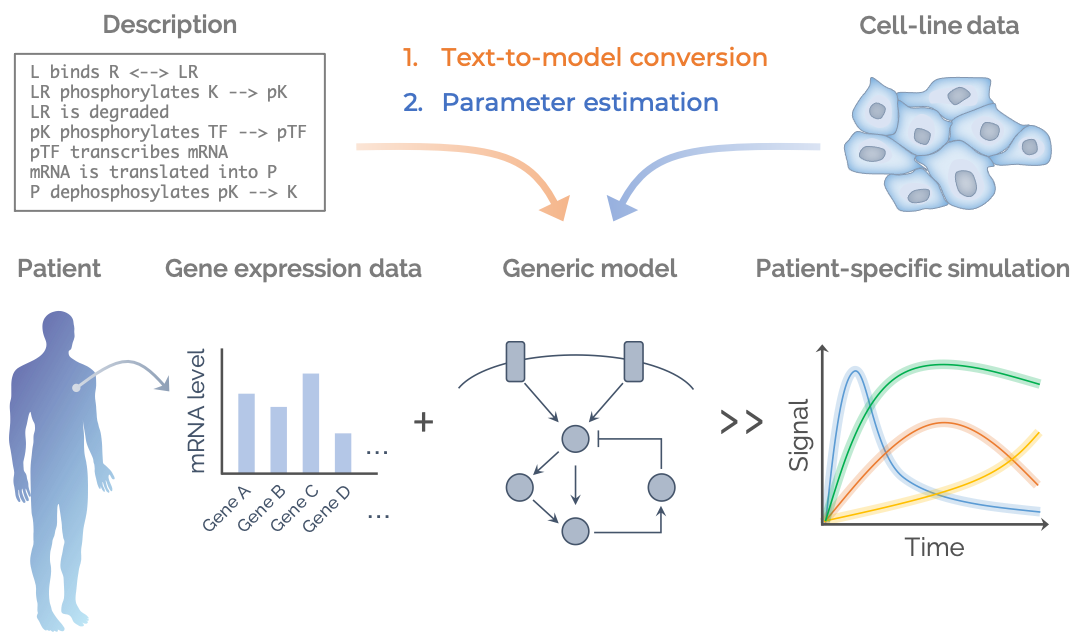 Description
L binds R <--> LR
LR phosphorylates K --> pK
LR is degraded
pK phosphorylates TF --> pTF
pTF transcribes mRNA
mRNA is translated into P
P dephosphosylates pK --> K
1. Text-to-model conversion
2. Parameter estimation
Cell-line data
Patient
Gene expression data
Generic model
Patient-specific simulation
mRNA level
...
Gene A
Gene B
Gene C
Gene D
...
+
>>
Signal
Time